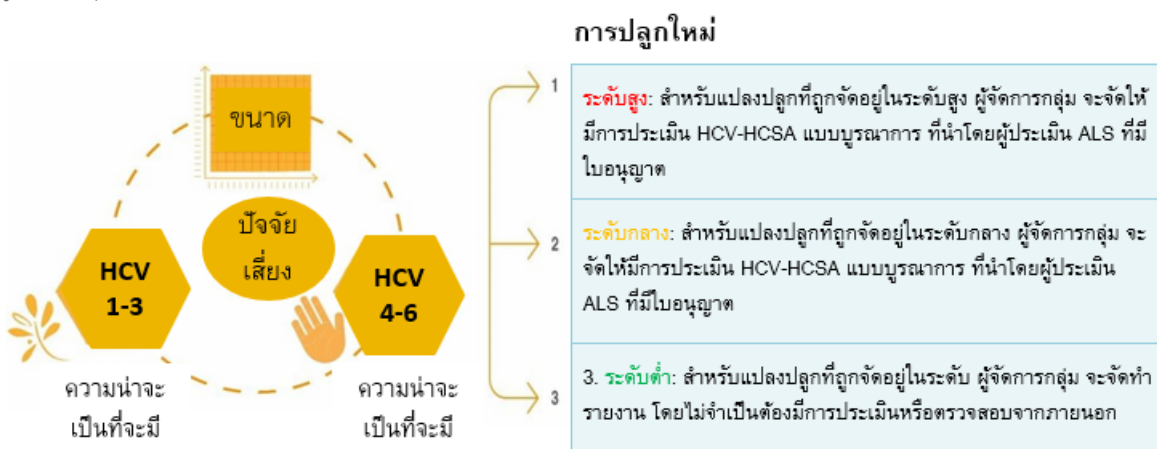 การปลูกใหม่
ขนาด
ปัจจัย
เสี่ยง
HCV
1-3
HCV
4-6
ความน่าจะ
เป็นที่จะมี
ความน่าจะ
เป็นที่จะมี
1
ระดับสูง: สำหรับแปลงปลูกที่ถูกจัดอยู่ในระดับสูง ผู้จัดการกลุ่ม จะจัดให้
มีการประเมิน HCV-HCSA แบบบูรณาการ ที่นำโดยผู้ประเมิน ALS ที่มี
ใบอนุญาต
2
ระดับกลาง: สำหรับแปลงปลูกที่ถูกจัดอยู่ในระดับกลาง ผู้จัดการกลุ่ม จะ
จัดให้มีการประเมิน HCV-HCSA แบบบูรณาการ ที่นำโดยผู้ประเมิน
ALS ที่มีใบอนุญาต
3
3. ระดับต่ำ: สำหรับแปลงปลูกที่ถูกจัดอยู่ในระดับ ผู้จัดการกลุ่ม จะจัดทำ
รายงาน โดยไม่จำเป็นต้องมีการประเมินหรือตรวจสอบจากภายนอก